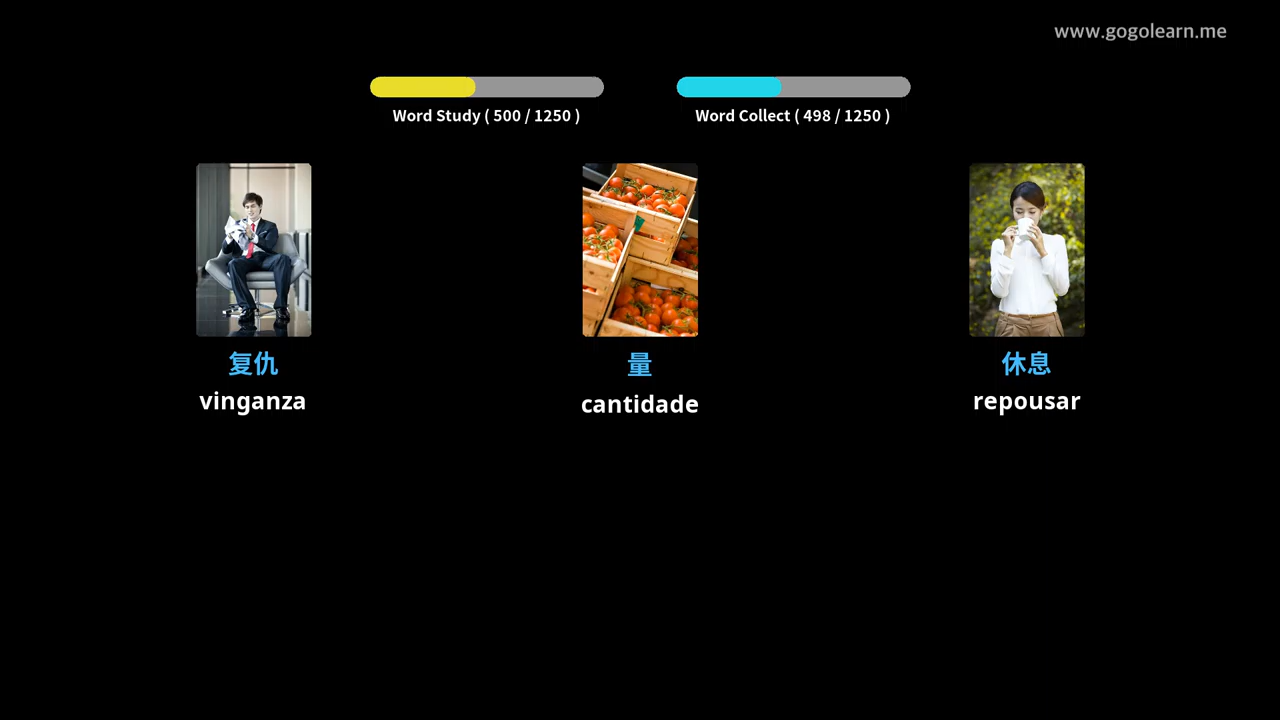 www.gogolearn.me
Word Study ( 500 / 1250 )
Word Collect ( 498 / 1250 )
复仇
vinganza
量
cantidade
休息
repousar